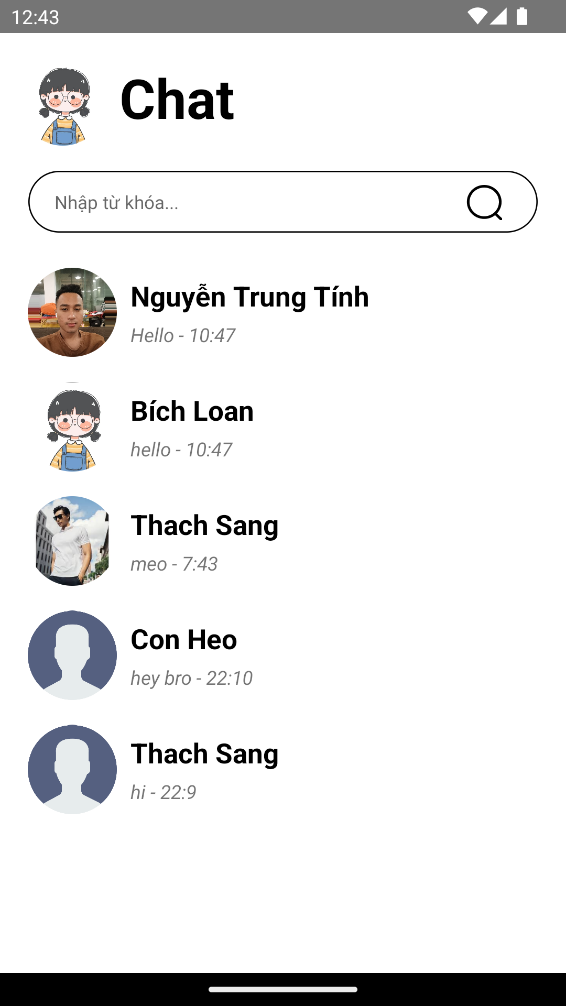 12:43
Chat
Nhập từ khóa...
Nguyễn Trung Tính
Hello - 10:47
Bích Loan
hello - 10:47
Thach Sang
meo - 7:43
Con Heo
hey bro - 22:10
Thach Sang
hi - 22:9